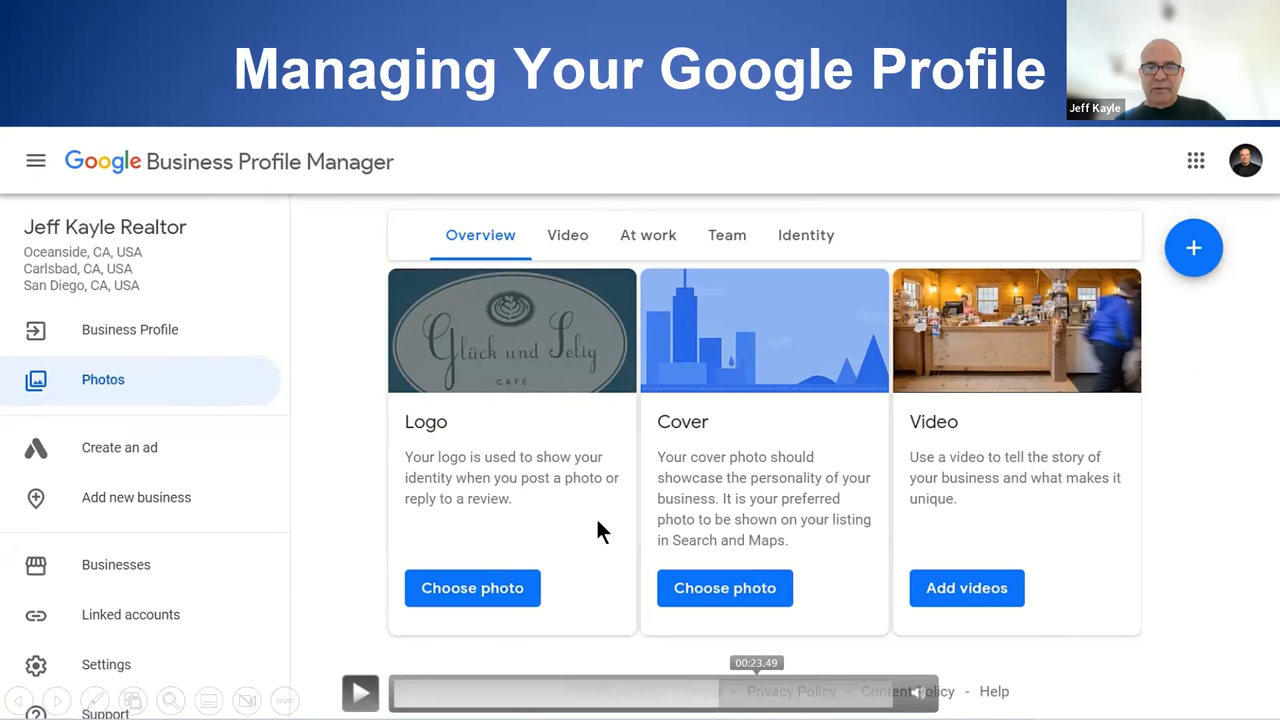 Managing Your Google Profile
Jeff Kayle
Google Business Profile Manager
Jeff Kayle Realtor
Oceanside, CA, USA
Carlsbad, CA, USA
San Diego, CA, USA
Business Profile
Photos
Create an ad
Add new business
Businesses
Linked accounts
Settings
Support
Overview
Video
At work
Team
Identity
Glück und Selig
CAFÉ
Logo
Your logo is used to show your
identity when you post a photo or
reply to a review.
Choose photo
Cover
Your cover photo should
showcase the personality of your
business. It is your preferred
photo to be shown on your listing
in Search and Maps.
Choose photo
Video
Use a video to tell the story of
your business and what makes it
unique.
Add videos
00:23.49
- Privacy Policy - Content Policy - Help